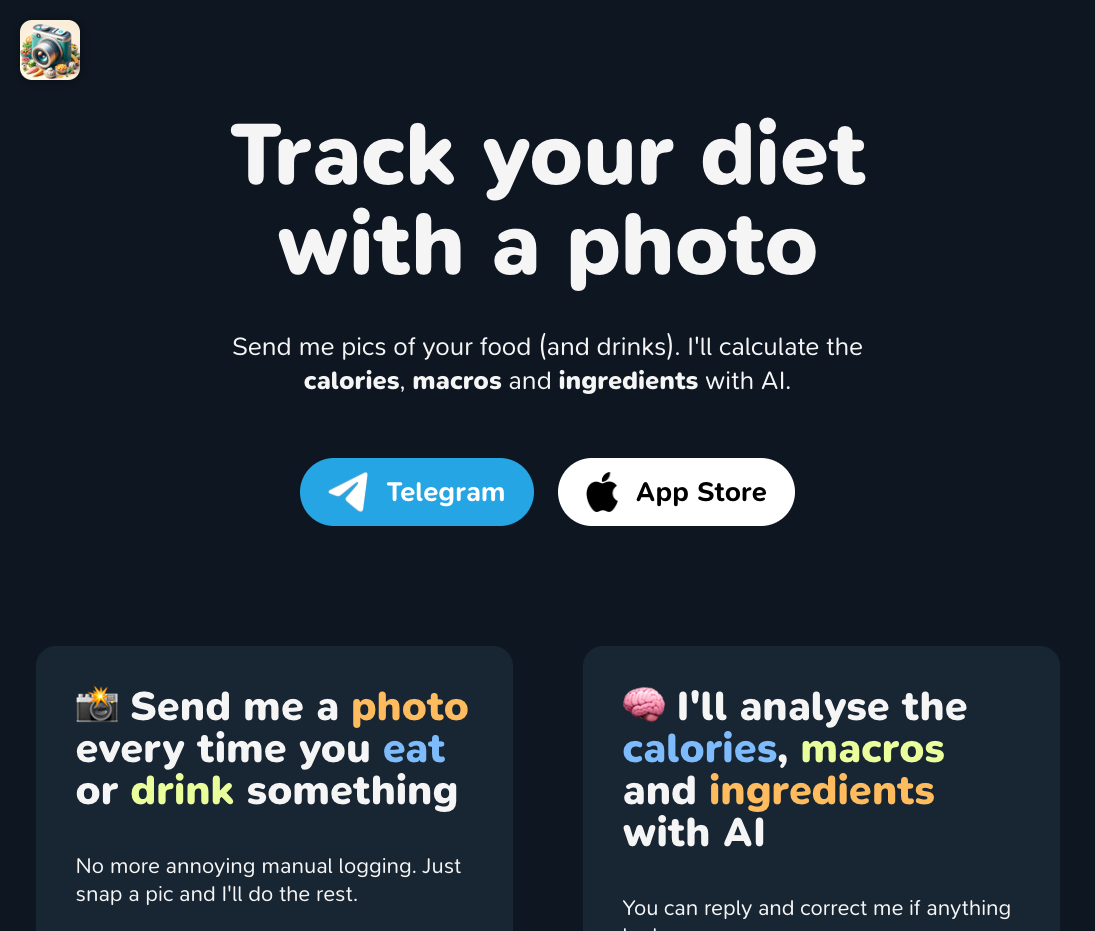 Track your diet
with a photo
Send me pics of your food (and drinks). I'll calculate the
calories, macros and ingredients with AI.
Telegram
App Store
📸 Send me a photo
every time you eat
or drink something
No more annoying manual logging. Just
snap a pic and I'll do the rest.
🧠 I'll analyse the
calories, macros
and ingredients
with AI
You can reply and correct me if anything